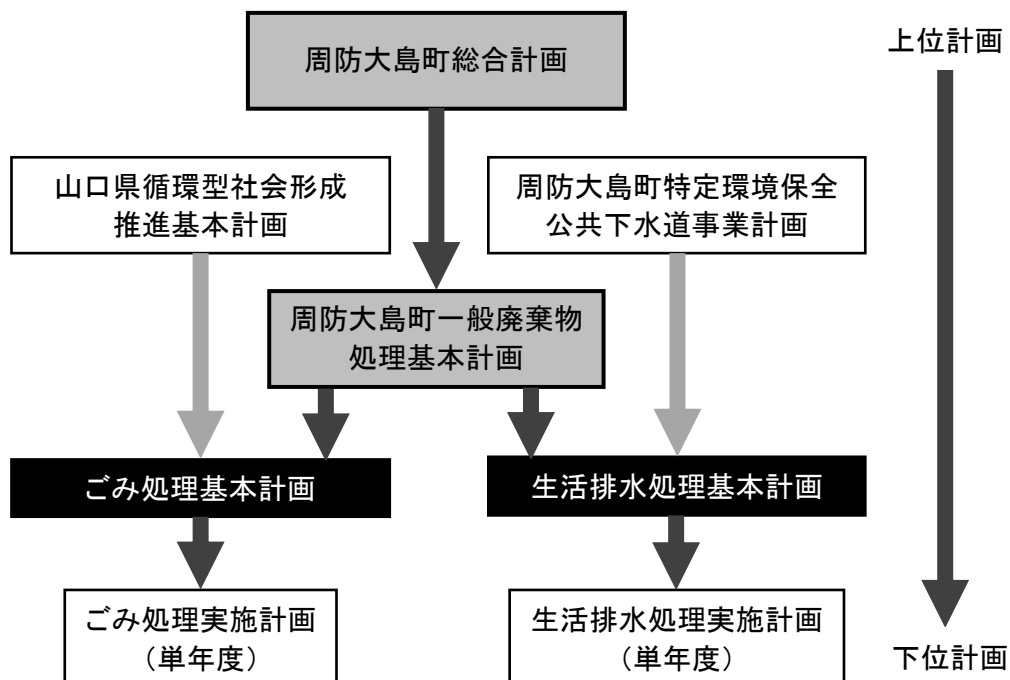 周防大島町総合計画
上位計画
山口県循環型社会形成
推進基本計画
周防大島町特定環境保全
公共下水道事業計画
周防大島町一般廃棄物
処理基本計画
ごみ処理基本計画
生活排水処理基本計画
ごみ処理実施計画
（単年度）
生活排水処理実施計画
（単年度）
下位計画